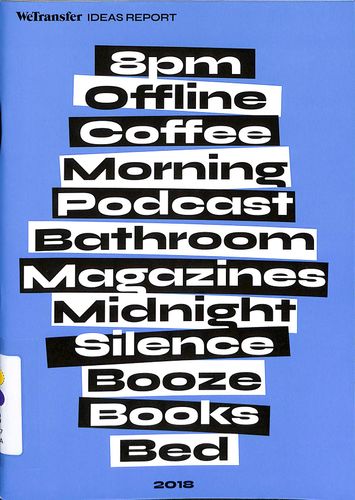 WeTransfer IDEAS REPORT
8pm
Offline
Coffee
Morning
Podcast
Bathroom
Magazines
Midnight
Silence
Booze
Books
Bed
2018